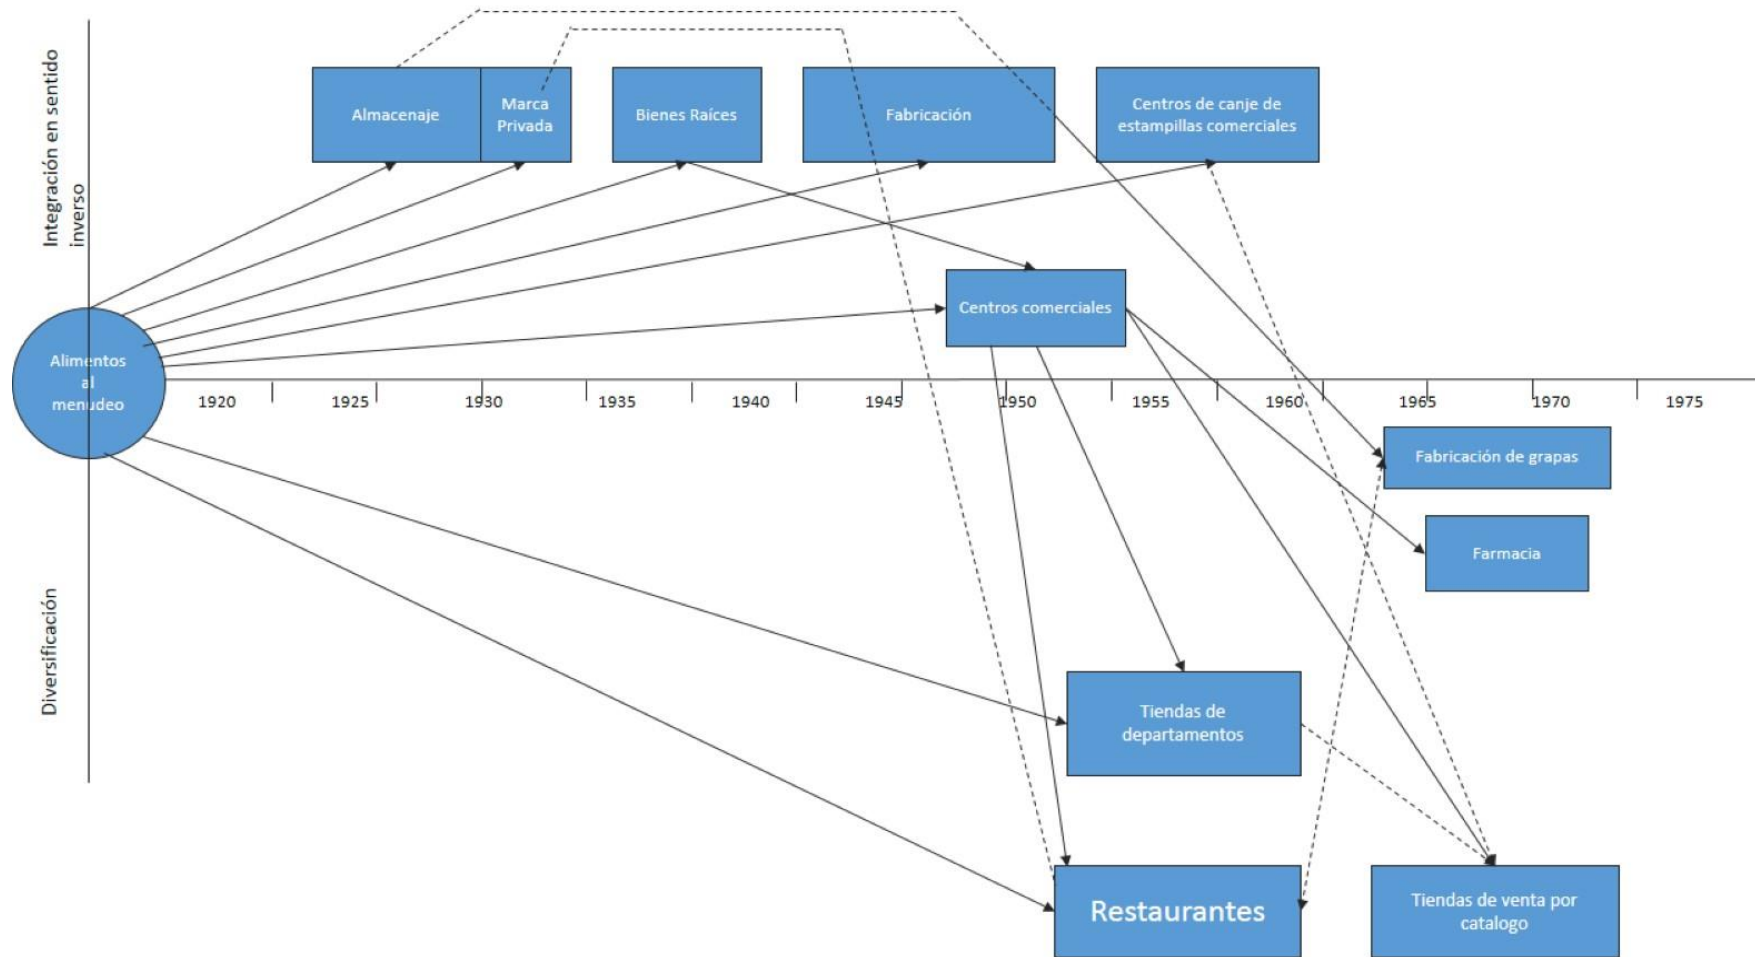 Integración en sentido
inverso
Almacenaje
Marca
Privada
Bienes Raíces
Fabricación
Centros de canje de
estampillas comerciales
Centros comerciales
Alimentos
al
menudeo
1920
1925
1930
1935
1940
1945
1950
1955
1960
1965
1970
1975
Fabricación de grapas
Farmacia
Diversificación
Tiendas de
departamentos
Restaurantes
Tiendas de venta por
catalogo